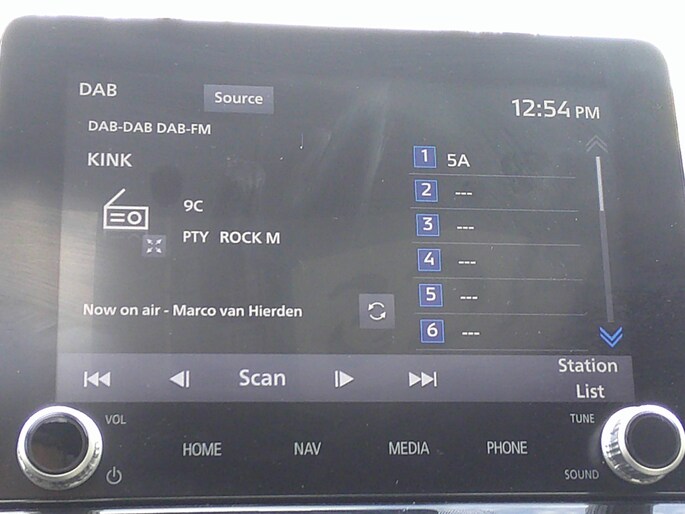 DAB
Source
12:54 PM
DAB-DAB DAB-FM
KINK
9C
PTY ROCK M
Now on air - Marco van Hierden
1 5A
2 ---
3 ---
4 ---
5 ---
6 ---
Scan
Station
List
VOL
TUNE
HOME
NAV
MEDIA
PHONE
SOUND